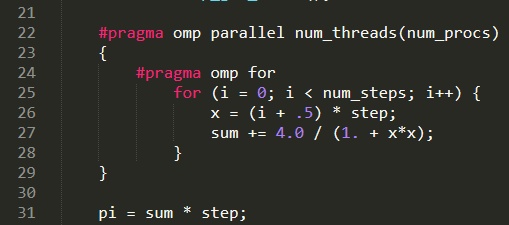 21
22 #pragma omp parallel num_threads(num_procs)
23 {
24 #pragma omp for
25 for (i = 0; i < num_steps; i++) {
26 x = (i + .5) * step;
27 sum += 4.0 / (1. + x*x);
28 }
29 }
30
31 pi = sum * step;